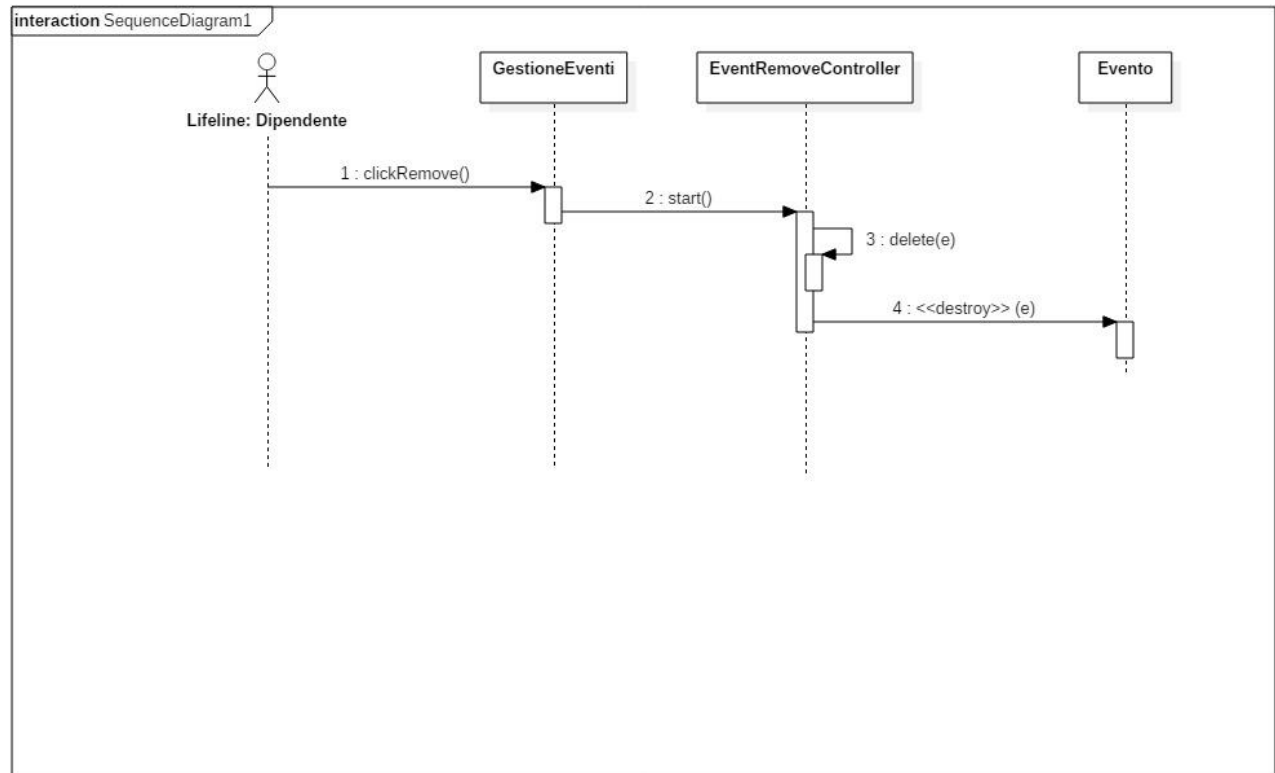 interaction SequenceDiagram1
Lifeline: Dipendente
GestioneEventi
EventRemoveController
Evento
1 : clickRemove()
2 : start()
3 : delete(e)
4 : <<destroy>> (e)